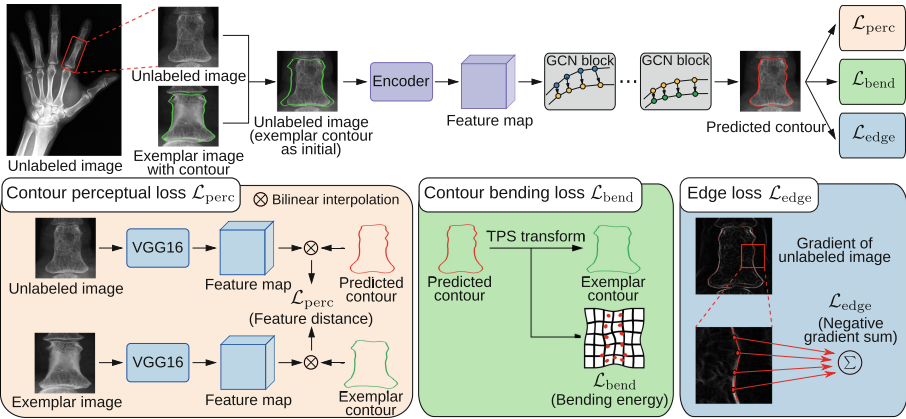 Unlabeled image
Unlabeled image
Exemplar image
with contour
Unlabeled image
(exemplar contour
as initial)
Encoder
Feature map
GCN block
...
GCN block
Predicted contour
ℒperc
ℒbend
ℒedge
Contour perceptual loss ℒperc
⊗ Bilinear interpolation
Unlabeled image
VGG16
Feature map
⊗
Predicted
contour
ℒperc
(Feature distance)
Exemplar image
VGG16
Feature map
⊗
Exemplar
contour
Contour bending loss ℒbend
Predicted
contour
TPS transform
Exemplar
contour
ℒbend
(Bending energy)
Edge loss ℒedge
Gradient of
unlabeled image
ℒedge
(Negative
gradient sum)
Σ